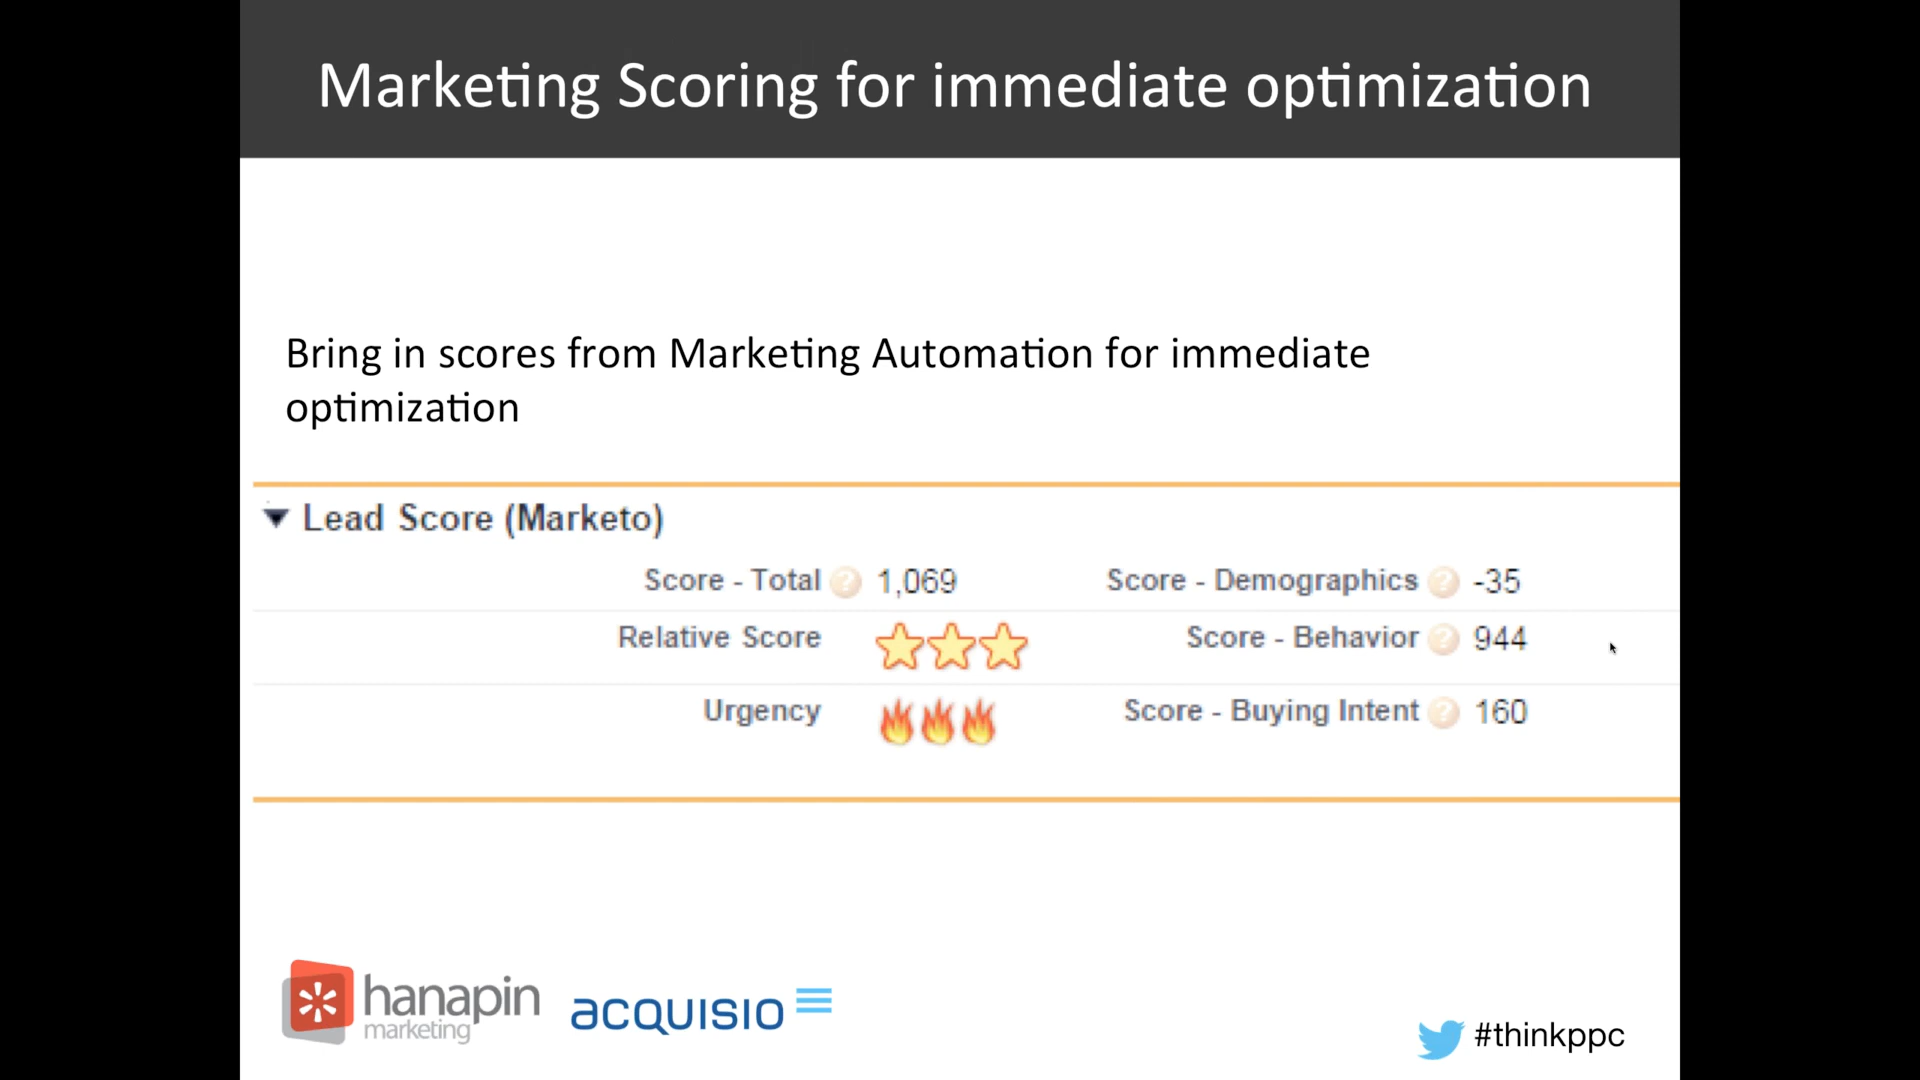 Marketing Scoring for immediate optimization
Bring in scores from Marketing Automation for immediate
optimization
Lead Score (Marketo)
Score - Total ? 1,069 Score - Demographics ? -35
Relative Score Score - Behavior ? 944
Urgency Score - Buying Intent ? 160
hanapin
marketing
acquisio
#thinkppc